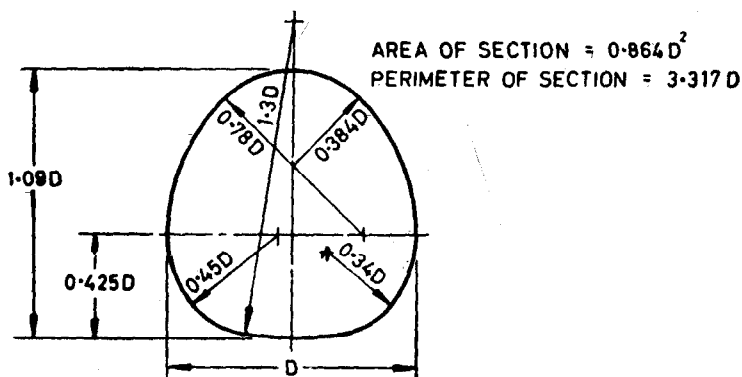 AREA OF SECTION = 0.864D²
PERIMETER OF SECTION = 3.317D
1.3D
0.78D
0.384D
1.09D
0.425D
0.45D
0.34D
D